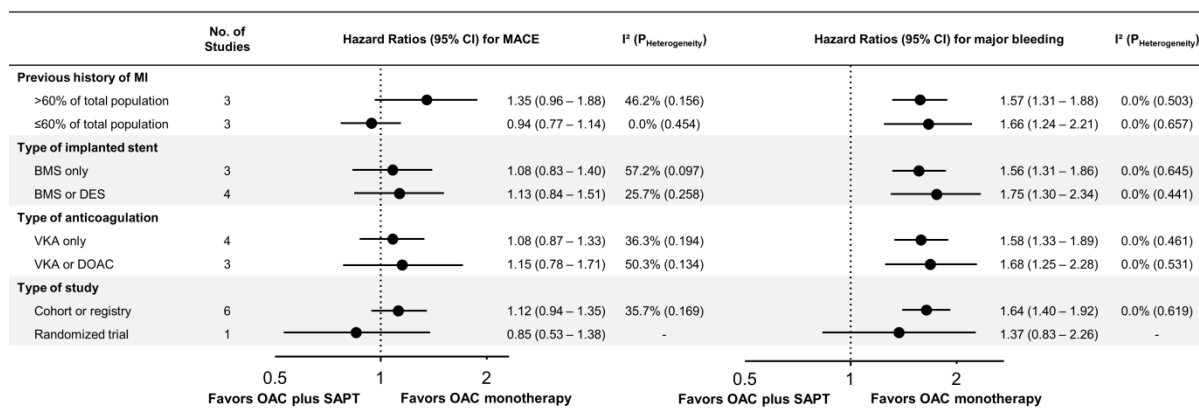 No. of Studies Hazard Ratios (95% CI) for MACE I² (P_Heterogeneity) Hazard Ratios (95% CI) for major bleeding I² (P_Heterogeneity)
Previous history of MI
>60% of total population 3 1.35 (0.96 – 1.88) 46.2% (0.156) 1.57 (1.31 – 1.88) 0.0% (0.503)
≤60% of total population 3 0.94 (0.77 – 1.14) 0.0% (0.454) 1.66 (1.24 – 2.21) 0.0% (0.657)
Type of implanted stent
BMS only 3 1.08 (0.83 – 1.40) 57.2% (0.097) 1.56 (1.31 – 1.86) 0.0% (0.645)
BMS or DES 4 1.13 (0.84 – 1.51) 25.7% (0.258) 1.75 (1.30 – 2.34) 0.0% (0.441)
Type of anticoagulation
VKA only 4 1.08 (0.87 – 1.33) 36.3% (0.194) 1.58 (1.33 – 1.89) 0.0% (0.461)
VKA or DOAC 3 1.15 (0.78 – 1.71) 50.3% (0.134) 1.68 (1.25 – 2.28) 0.0% (0.531)
Type of study
Cohort or registry 6 1.12 (0.94 – 1.35) 35.7% (0.169) 1.64 (1.40 – 1.92) 0.0% (0.619)
Randomized trial 1 0.85 (0.53 – 1.38) - 1.37 (0.83 – 2.26) -
0.5 1 2 0.5 1 2
Favors OAC plus SAPT Favors OAC monotherapy Favors OAC plus SAPT Favors OAC monotherapy